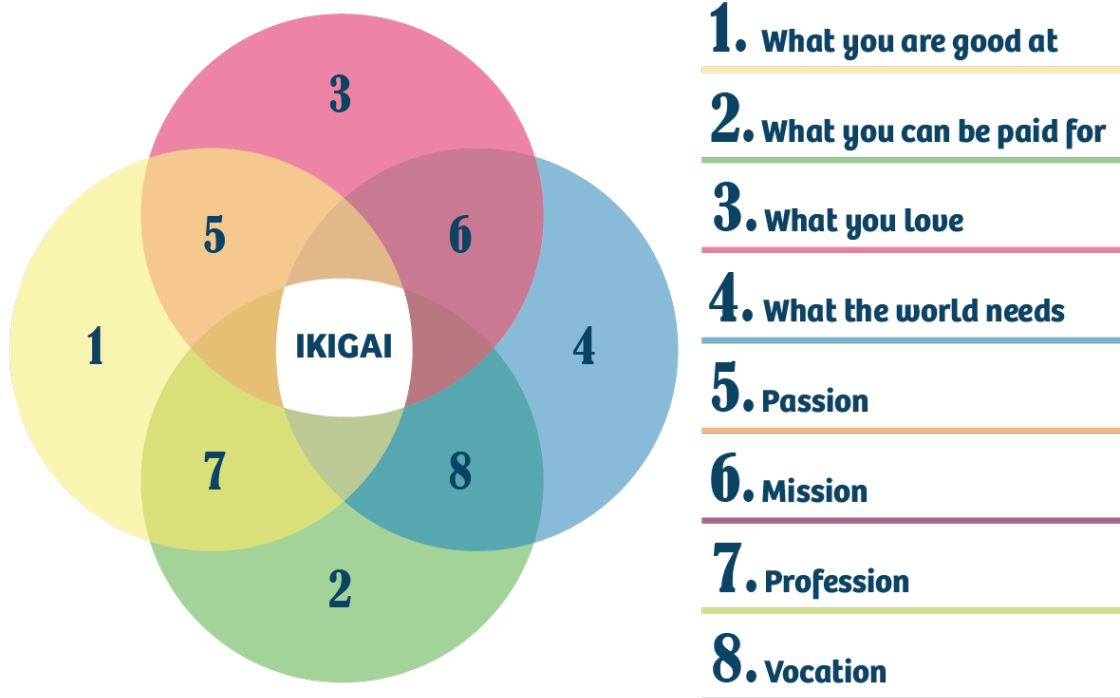 3
5
6
1
IKIGAI
4
7
8
2
1. What you are good at
2. What you can be paid for
3. What you love
4. What the world needs
5. Passion
6. Mission
7. Profession
8. Vocation